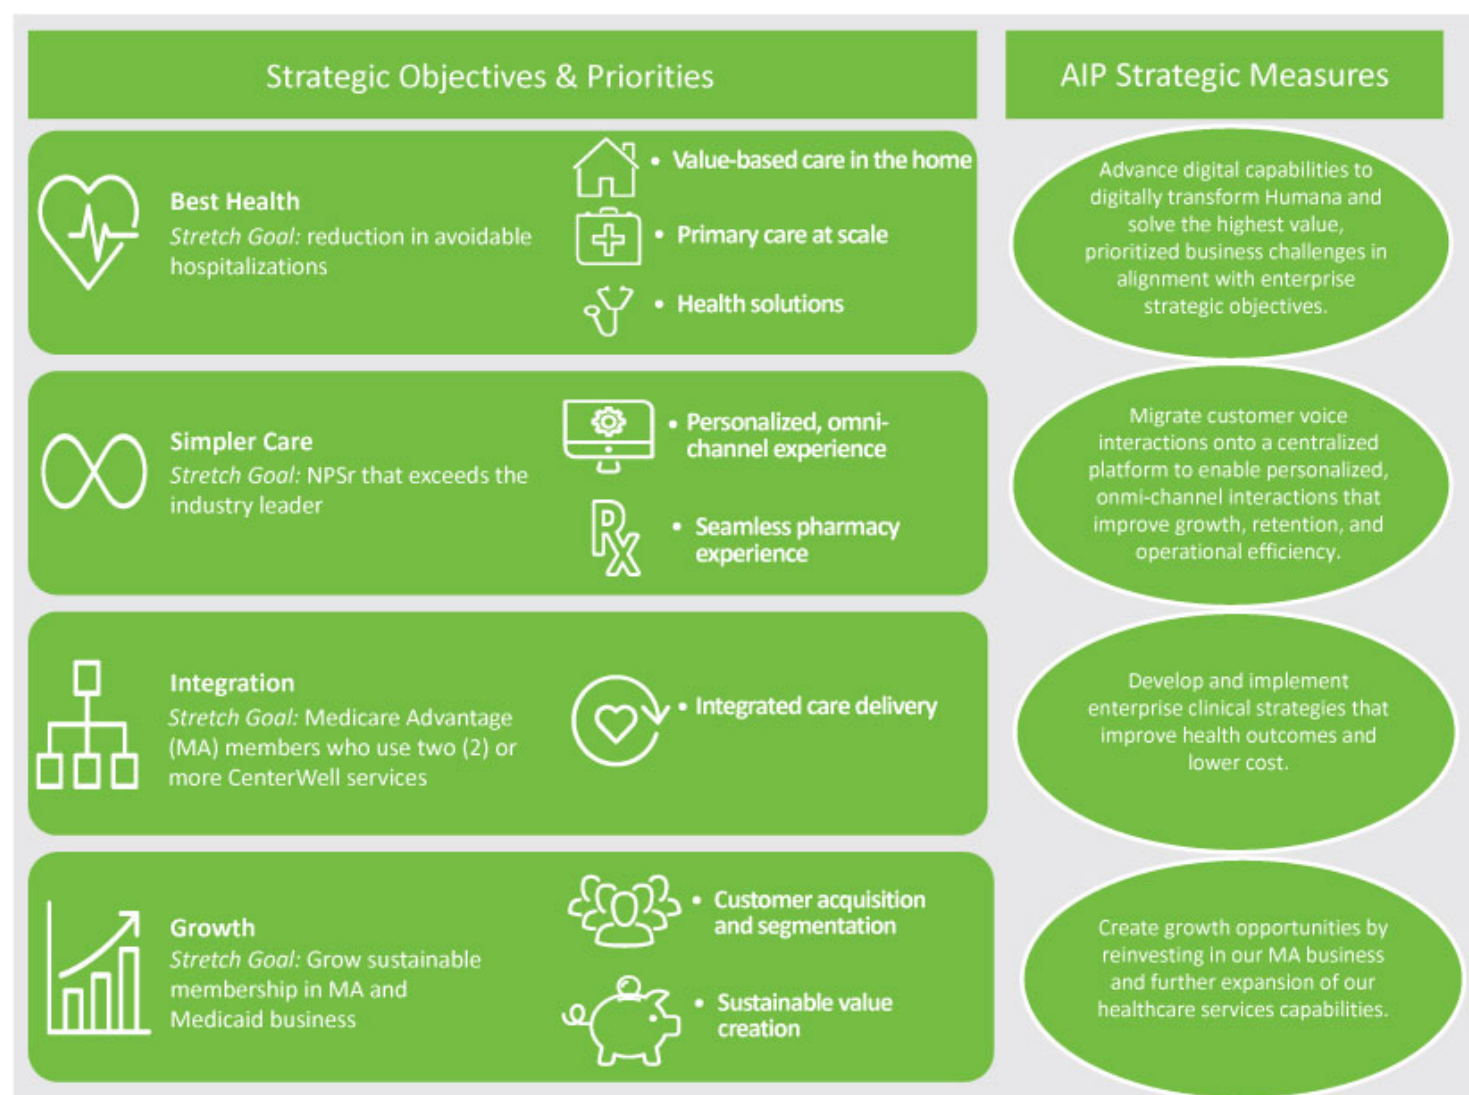 Strategic Objectives & Priorities
AIP Strategic Measures
Best Health
Stretch Goal: reduction in avoidable
hospitalizations
• Value-based care in the home
• Primary care at scale
• Health solutions
Advance digital capabilities to
digitally transform Humana and
solve the highest value,
prioritized business challenges in
alignment with enterprise
strategic objectives.
Simpler Care
Stretch Goal: NPSr that exceeds the
industry leader
• Personalized, omni-
channel experience
Rx
• Seamless pharmacy
experience
Migrate customer voice
interactions onto a centralized
platform to enable personalized,
onmi-channel interactions that
improve growth, retention, and
operational efficiency.
Integration
Stretch Goal: Medicare Advantage
(MA) members who use two (2) or
more CenterWell services
• Integrated care delivery
Develop and implement
enterprise clinical strategies that
improve health outcomes and
lower cost.
Growth
Stretch Goal: Grow sustainable
membership in MA and
Medicaid business
• Customer acquisition
and segmentation
• Sustainable value
creation
Create growth opportunities by
reinvesting in our MA business
and further expansion of our
healthcare services capabilities.